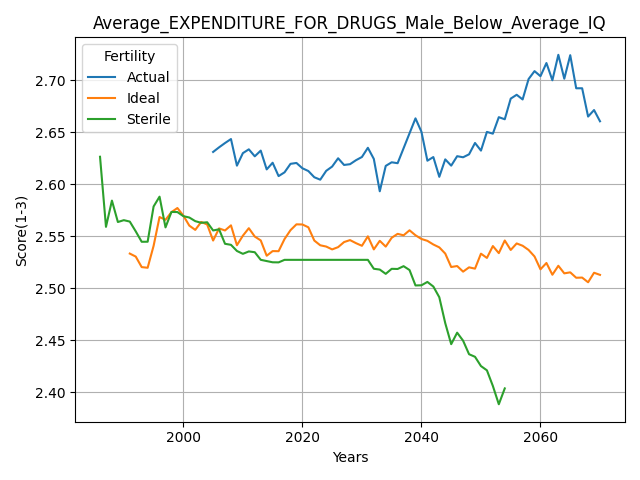 Average_EXPENDITURE_FOR_DRUGS_Male_Below_Average_IQ
Fertility
Actual
Ideal
Sterile
Score(1-3)
2.70
2.65
2.60
2.55
2.50
2.45
2.40
2000
2020
2040
2060
Years